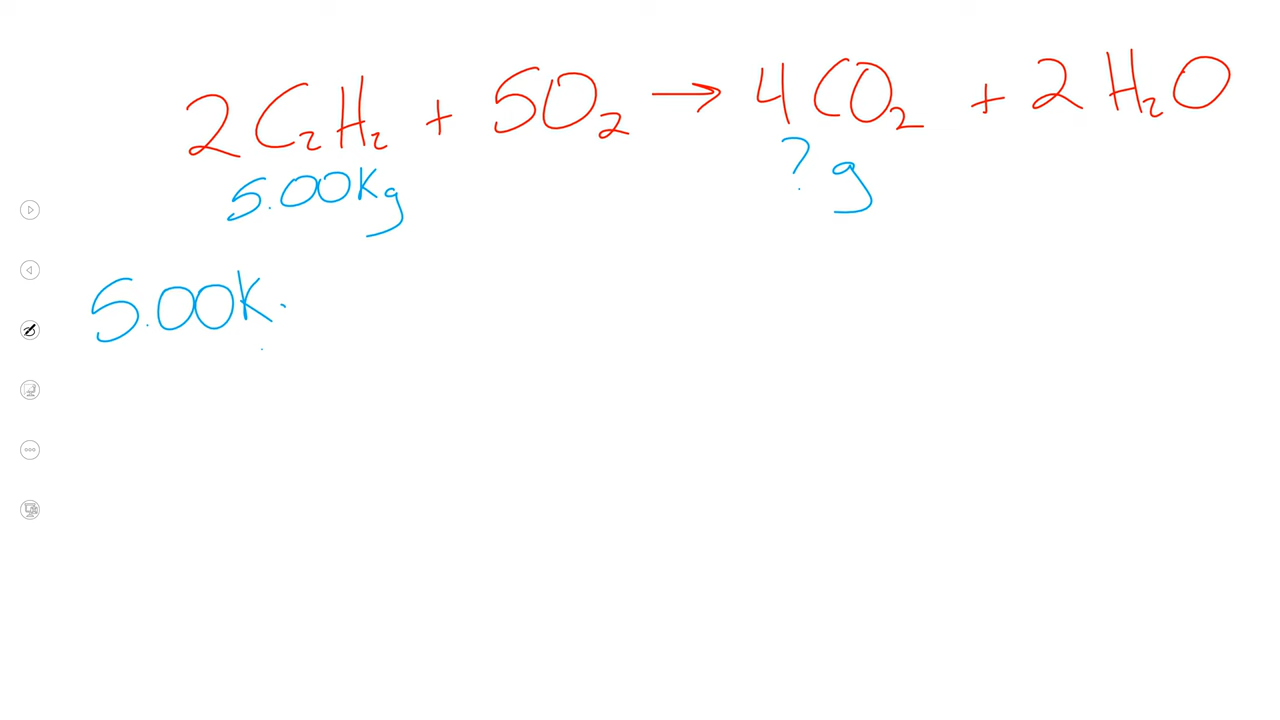 2C₂H₂ + 5O₂ → 4CO₂ + 2H₂O
5.00Kg ? g
5.00K